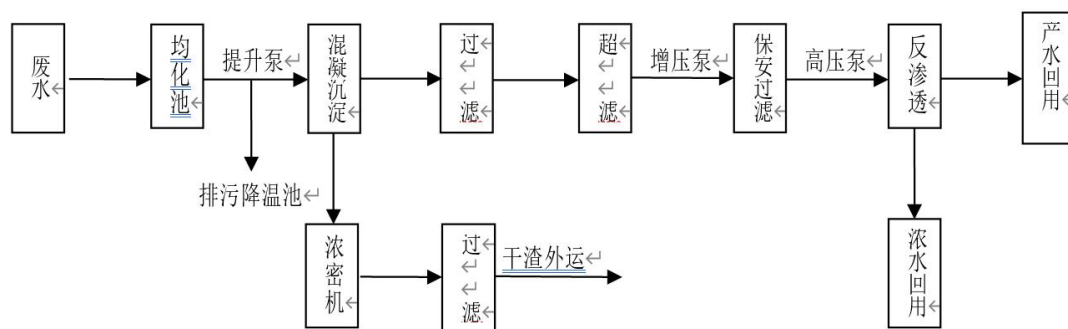 废水
均化池
提升泵
混凝沉淀
过滤
超滤
增压泵
保安过滤
高压泵
反渗透
产水回用
排污降温池
浓密机
过滤
干渣外运
浓水回用